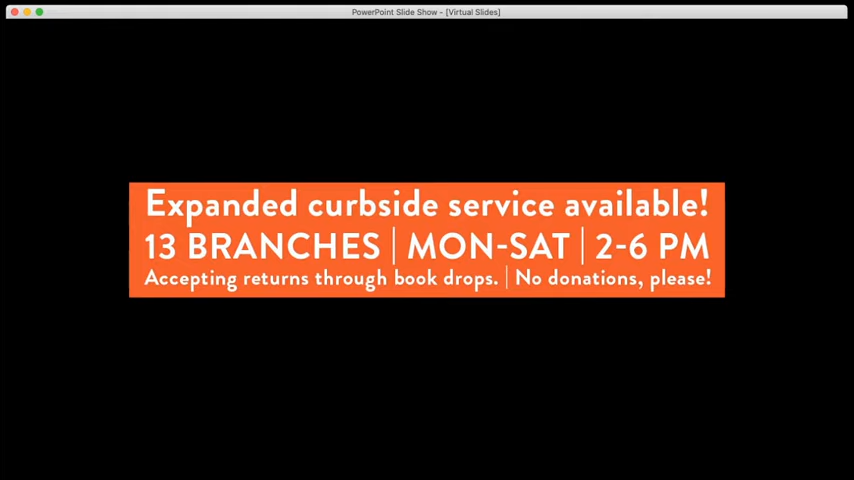 PowerPoint Slide Show - [Virtual Slides]
Expanded curbside service available!
13 BRANCHES | MON-SAT | 2-6 PM
Accepting returns through book drops. | No donations, please!